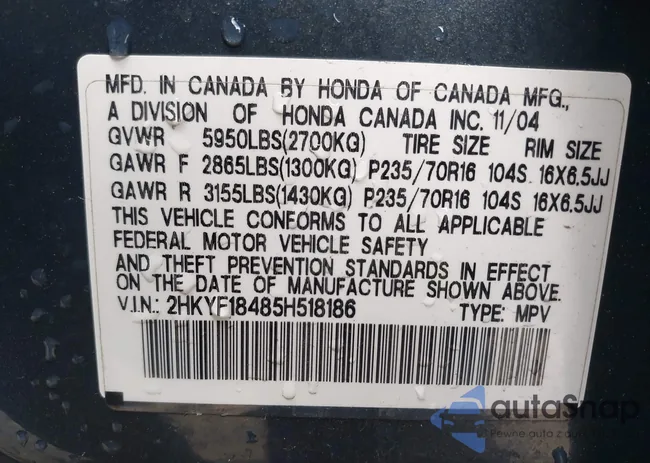 MFD. IN CANADA BY HONDA OF CANADA MFG.,
A DIVISION OF HONDA CANADA INC. 11/04
GVWR 5950LBS(2700KG) TIRE SIZE RIM SIZE
GAWR F 2865LBS(1300KG) P235/70R16 104S 16X6.5JJ
GAWR R 3155LBS(1430KG) P235/70R16 104S 16X6.5JJ
THIS VEHICLE CONFORMS TO ALL APPLICABLE
FEDERAL MOTOR VEHICLE SAFETY
AND THEFT PREVENTION STANDARDS IN EFFECT
ON THE DATE OF MANUFACTURE SHOWN ABOVE.
V.I.N.: 2HKYF18485H518186 TYPE: MPV
autoSnap
Pewne auto z